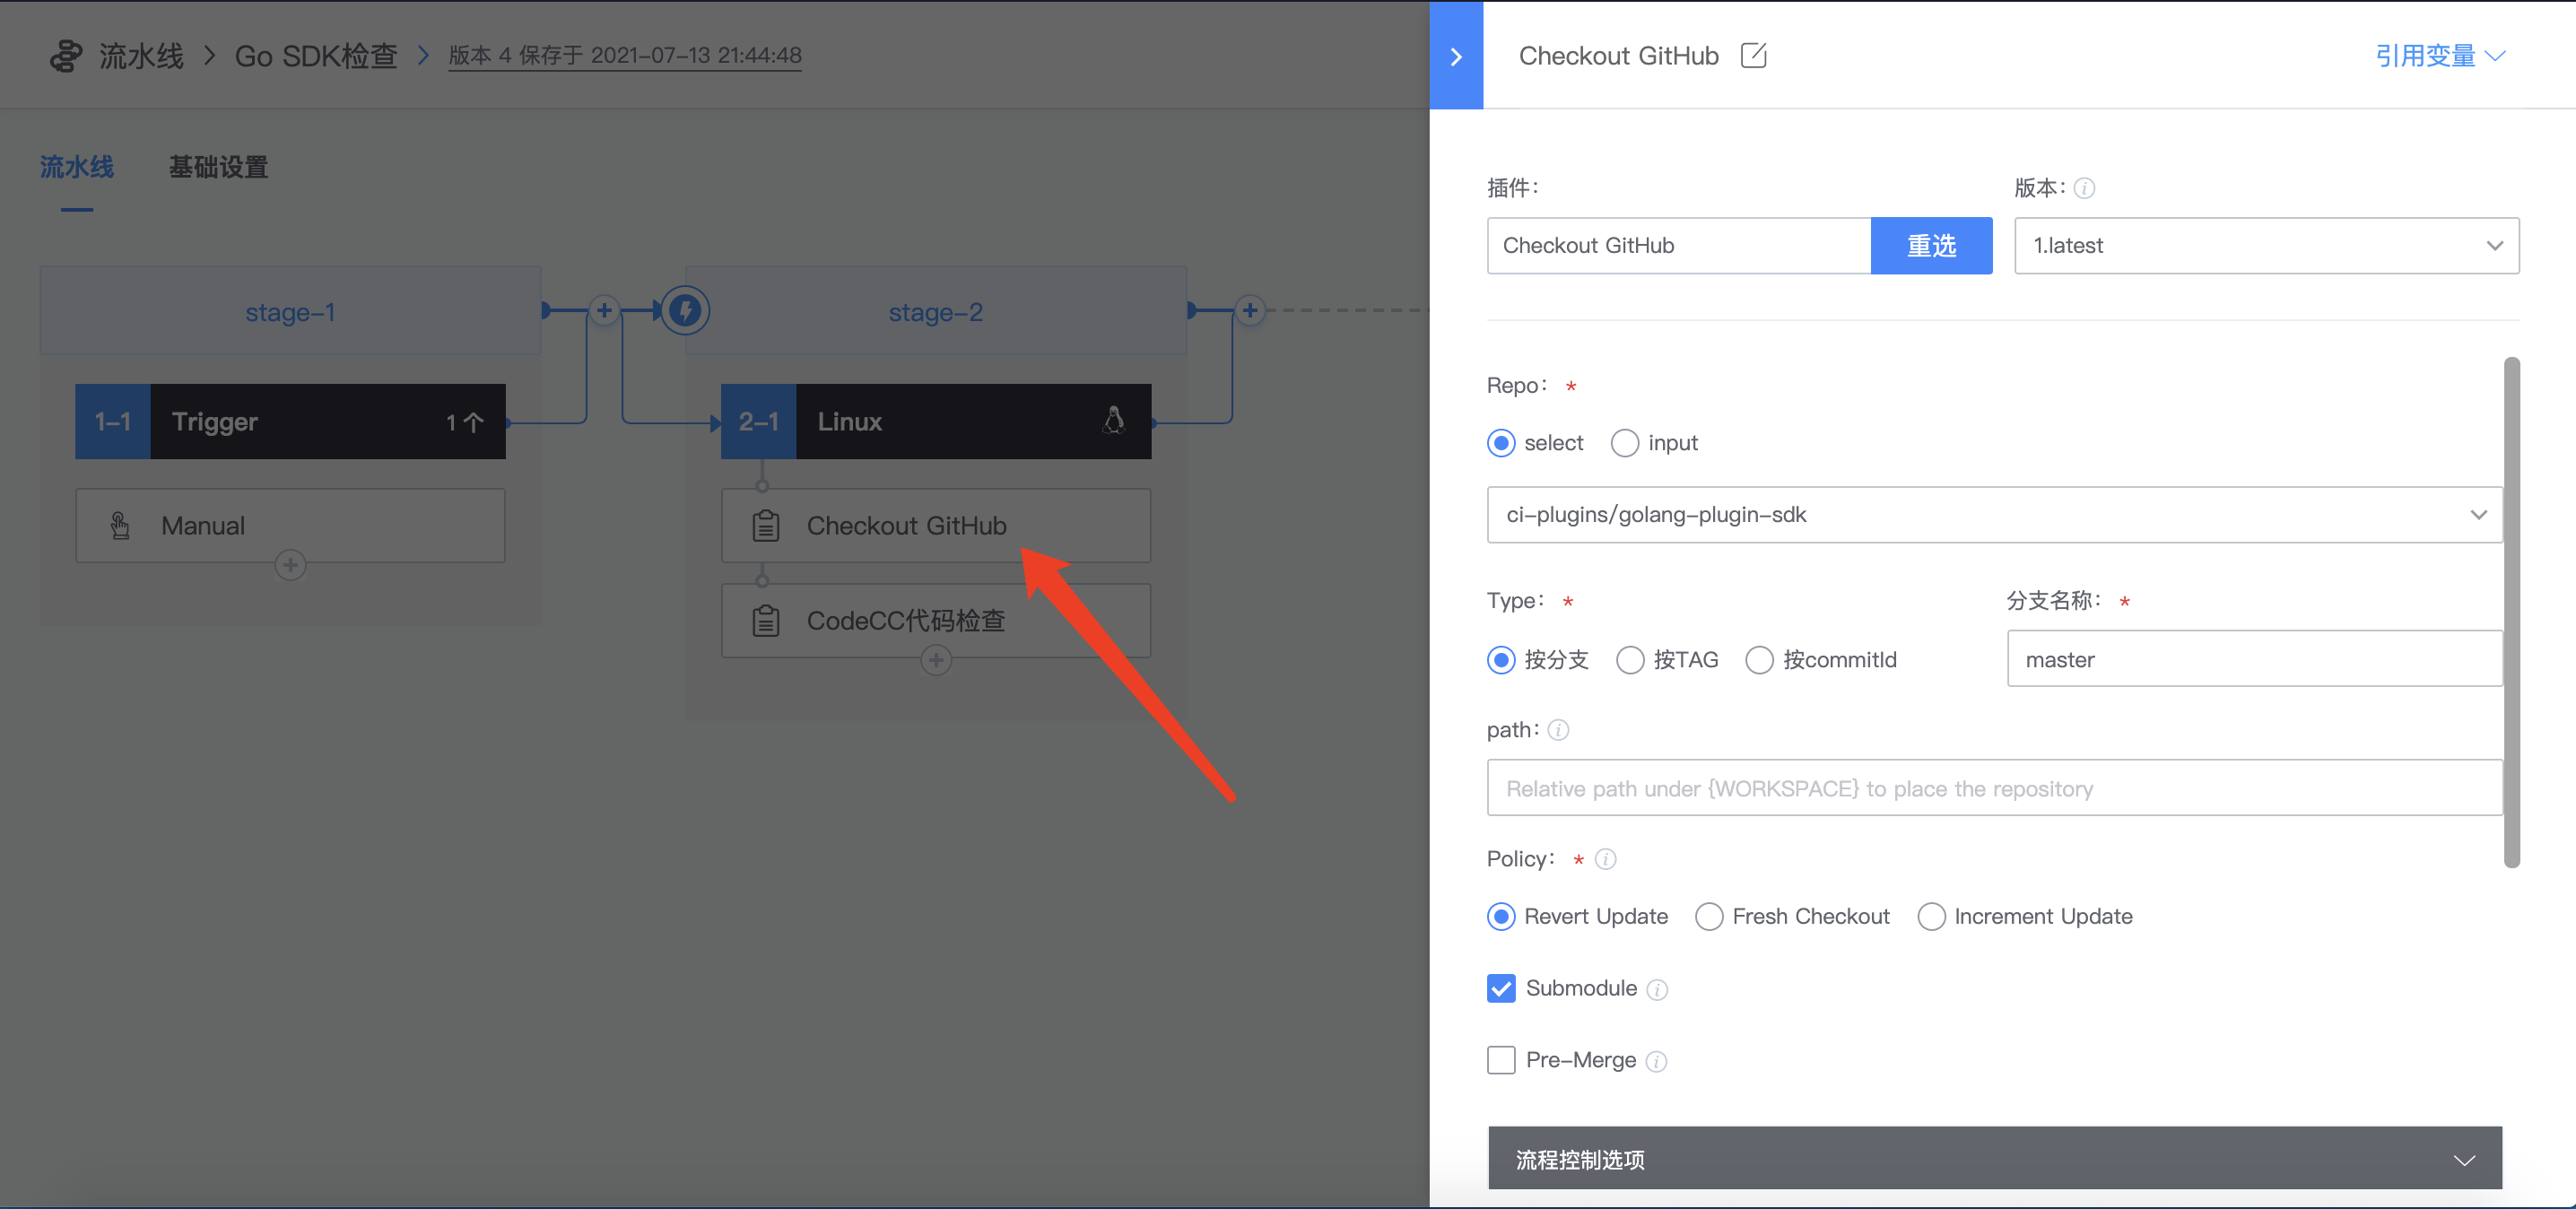 流水线 > Go SDK检查 > 版本 4 保存于 2021-07-13 21:44:48
流水线 基础设置
stage-1
1-1 Trigger 1个
Manual
stage-2
2-1 Linux
Checkout GitHub
CodeCC代码检查
Checkout GitHub 引用变量
插件: 版本:
Checkout GitHub 重选 1.latest
Repo: *
select input
ci-plugins/golang-plugin-sdk
Type: * 分支名称: *
按分支 按TAG 按commitId master
path:
Relative path under {WORKSPACE} to place the repository
Policy: *
Revert Update Fresh Checkout Increment Update
Submodule
Pre-Merge
流程控制选项